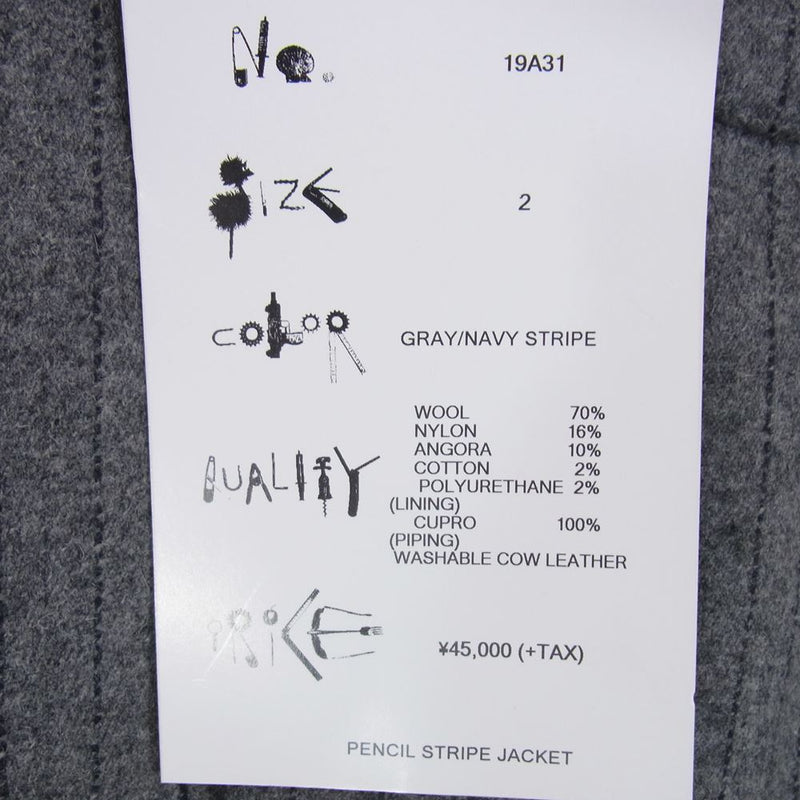 No. 19A31
SIZE 2
COLOR GRAY/NAVY STRIPE
QUALITY
WOOL 70%
NYLON 16%
ANGORA 10%
COTTON 2%
POLYURETHANE 2%
(LINING)
CUPRO 100%
(PIPING)
WASHABLE COW LEATHER
PRICE ¥45,000 (+TAX)
PENCIL STRIPE JACKET